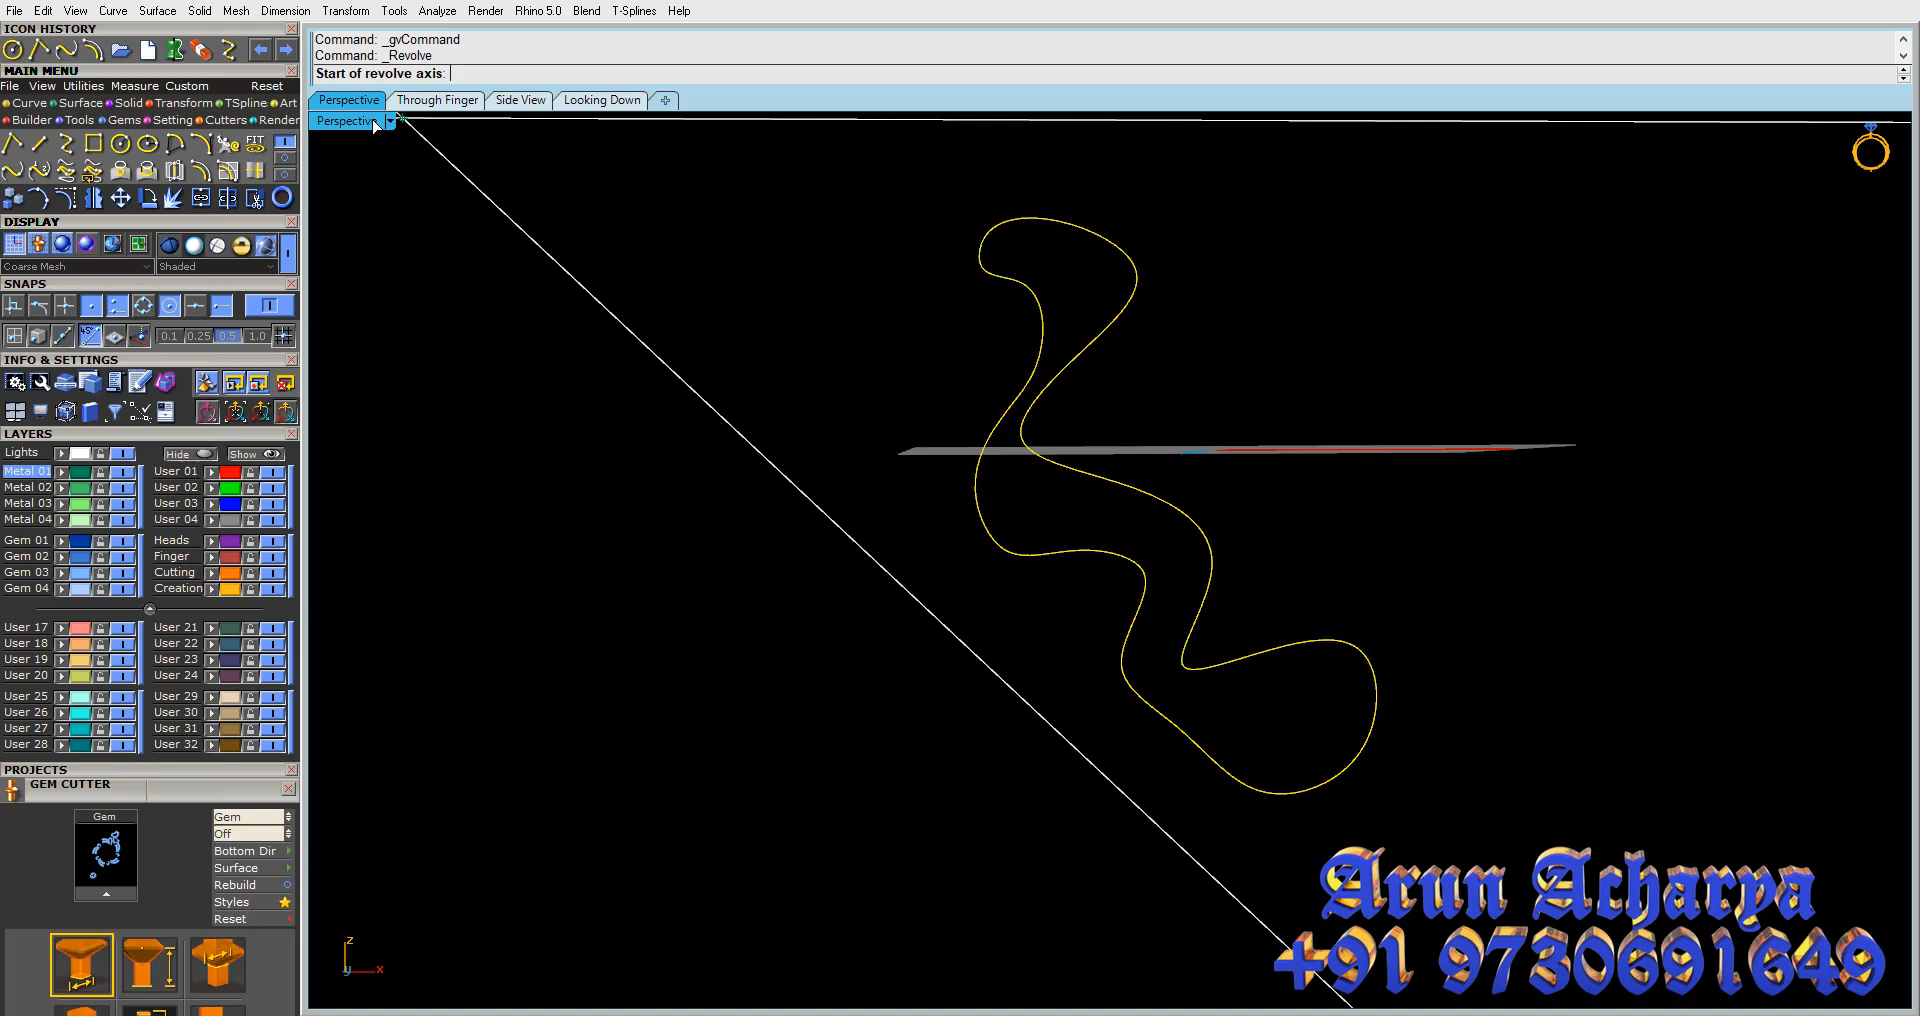 File Edit View Curve Surface Solid Mesh Dimension Transform Tools Analyze Render Rhino 5.0 Blend T-Splines Help
ICON HISTORY
MAIN MENU
File View Utilities Measure Custom Reset
Curve Surface Solid Transform TSpline Art
Builder Tools Gems Setting Cutters Render
FIT
DISPLAY
Coarse Mesh Shaded
SNAPS
45° 0.1 0.25 0.5 1.0
INFO & SETTINGS
LAYERS
Lights Hide Show
Metal 01 User 01
Metal 02 User 02
Metal 03 User 03
Metal 04 User 04
Gem 01 Heads
Gem 02 Finger
Gem 03 Cutting
Gem 04 Creation
User 17 User 21
User 18 User 22
User 19 User 23
User 20 User 24
User 25 User 29
User 26 User 30
User 27 User 31
User 28 User 32
PROJECTS
GEM CUTTER
Gem
Gem
Off
Bottom Dir
Surface
Rebuild
Styles
Reset
Command: _gvCommand
Command: _Revolve
Start of revolve axis:
Perspective Through Finger Side View Looking Down
Perspective
z
y x
Arun Acharya
+91 9730691649